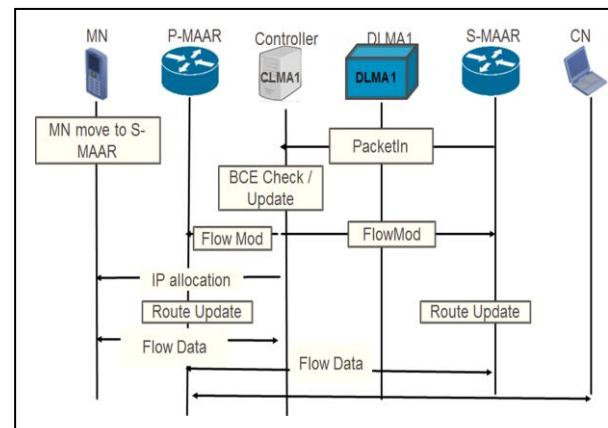 MN P-MAAR Controller DLMA1 S-MAAR CN
CLMA1 DLMA1
MN move to S-
MAAR
PacketIn
BCE Check /
Update
Flow Mod FlowMod
IP allocation
Route Update Route Update
Flow Data
Flow Data